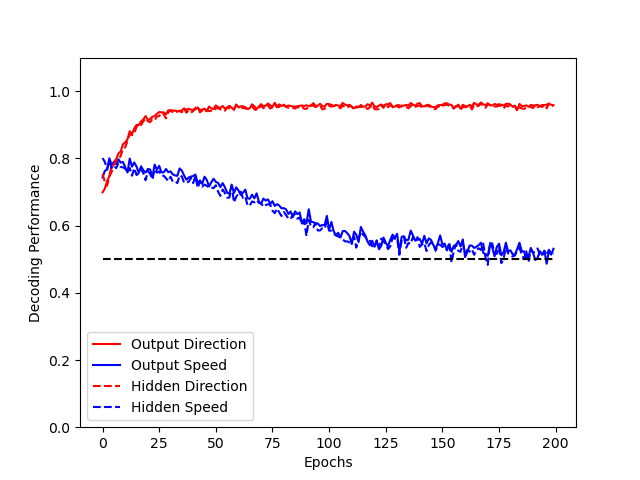 1.0
0.8
0.6
0.4
0.2
0.0
Decoding Performance
Output Direction
Output Speed
Hidden Direction
Hidden Speed
0 25 50 75 100 125 150 175 200
Epochs